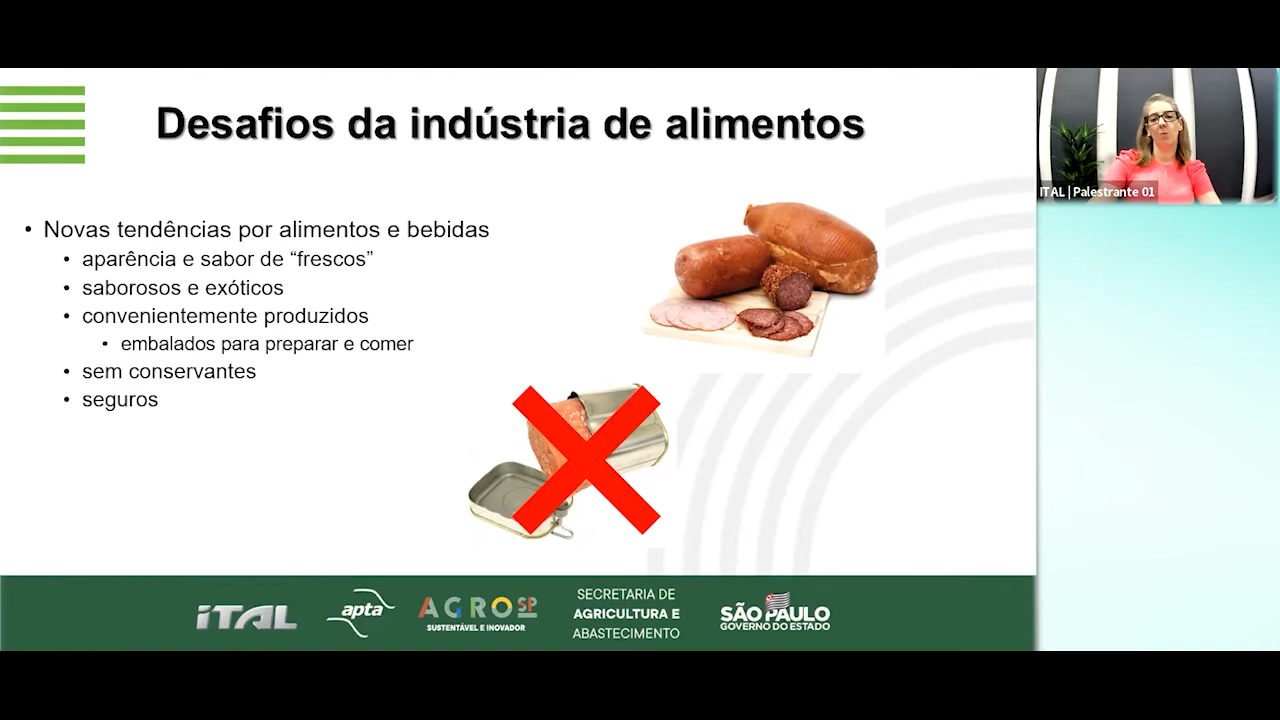 Desafios da indústria de alimentos
ITAL | Palestrante 01
• Novas tendências por alimentos e bebidas
• aparência e sabor de “frescos”
• saborosos e exóticos
• convenientemente produzidos
• embalados para preparar e comer
• sem conservantes
• seguros
iTAL
apta
AGRO SP
SUSTENTÁVEL E INOVADOR
SECRETARIA DE
AGRICULTURA E
ABASTECIMENTO
SÃO PAULO
GOVERNO DO ESTADO